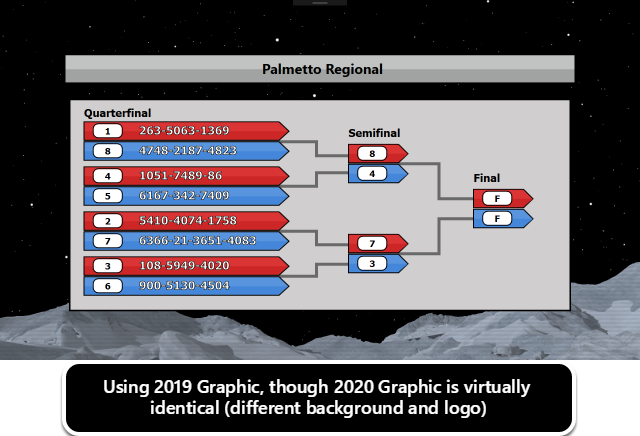 Palmetto Regional
Quarterfinal
1 263-5063-1369
8 4748-2187-4823
4 1051-7489-86
5 6167-342-7409
2 5410-4074-1758
7 6366-21-3651-4083
3 108-5949-4020
6 900-5130-4504
Semifinal
8
4
7
3
Final
F
F
Using 2019 Graphic, though 2020 Graphic is virtually
identical (different background and logo)